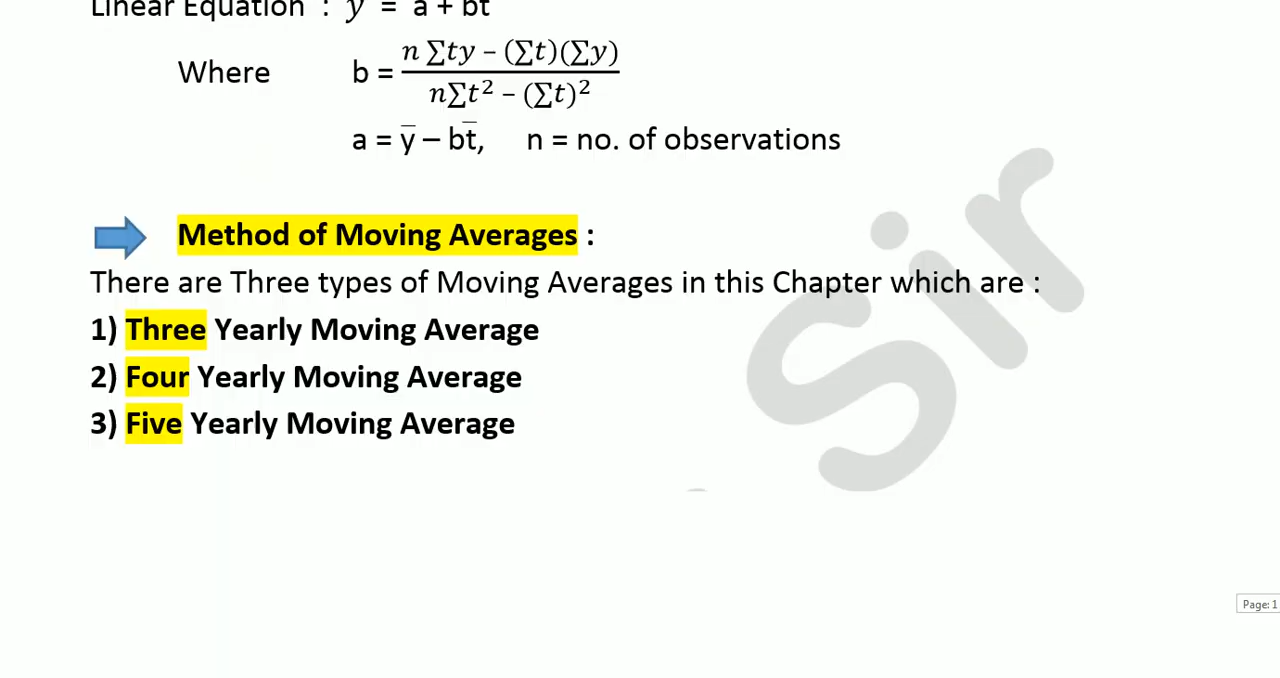 Linear Equation : y = a + bt
Where b = n ∑ty – (∑t)(∑y) / n∑t² – (∑t)²
a = y̅ – bt̅, n = no. of observations
Method of Moving Averages :
There are Three types of Moving Averages in this Chapter which are :
1) Three Yearly Moving Average
2) Four Yearly Moving Average
3) Five Yearly Moving Average
Sir
Page: 1